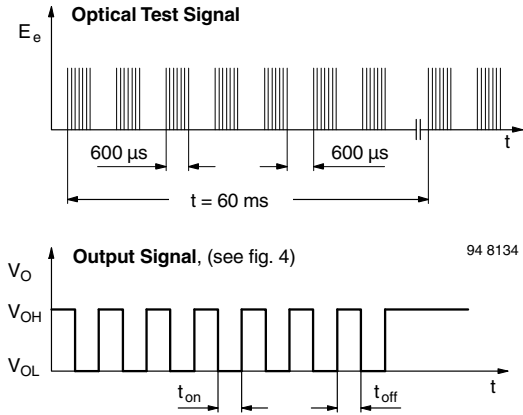 Optical Test Signal
E_e
600 µs
600 µs
t
t = 60 ms
Output Signal, (see fig. 4)
94 8134
V_O
V_OH
V_OL
t_on
t_off
t